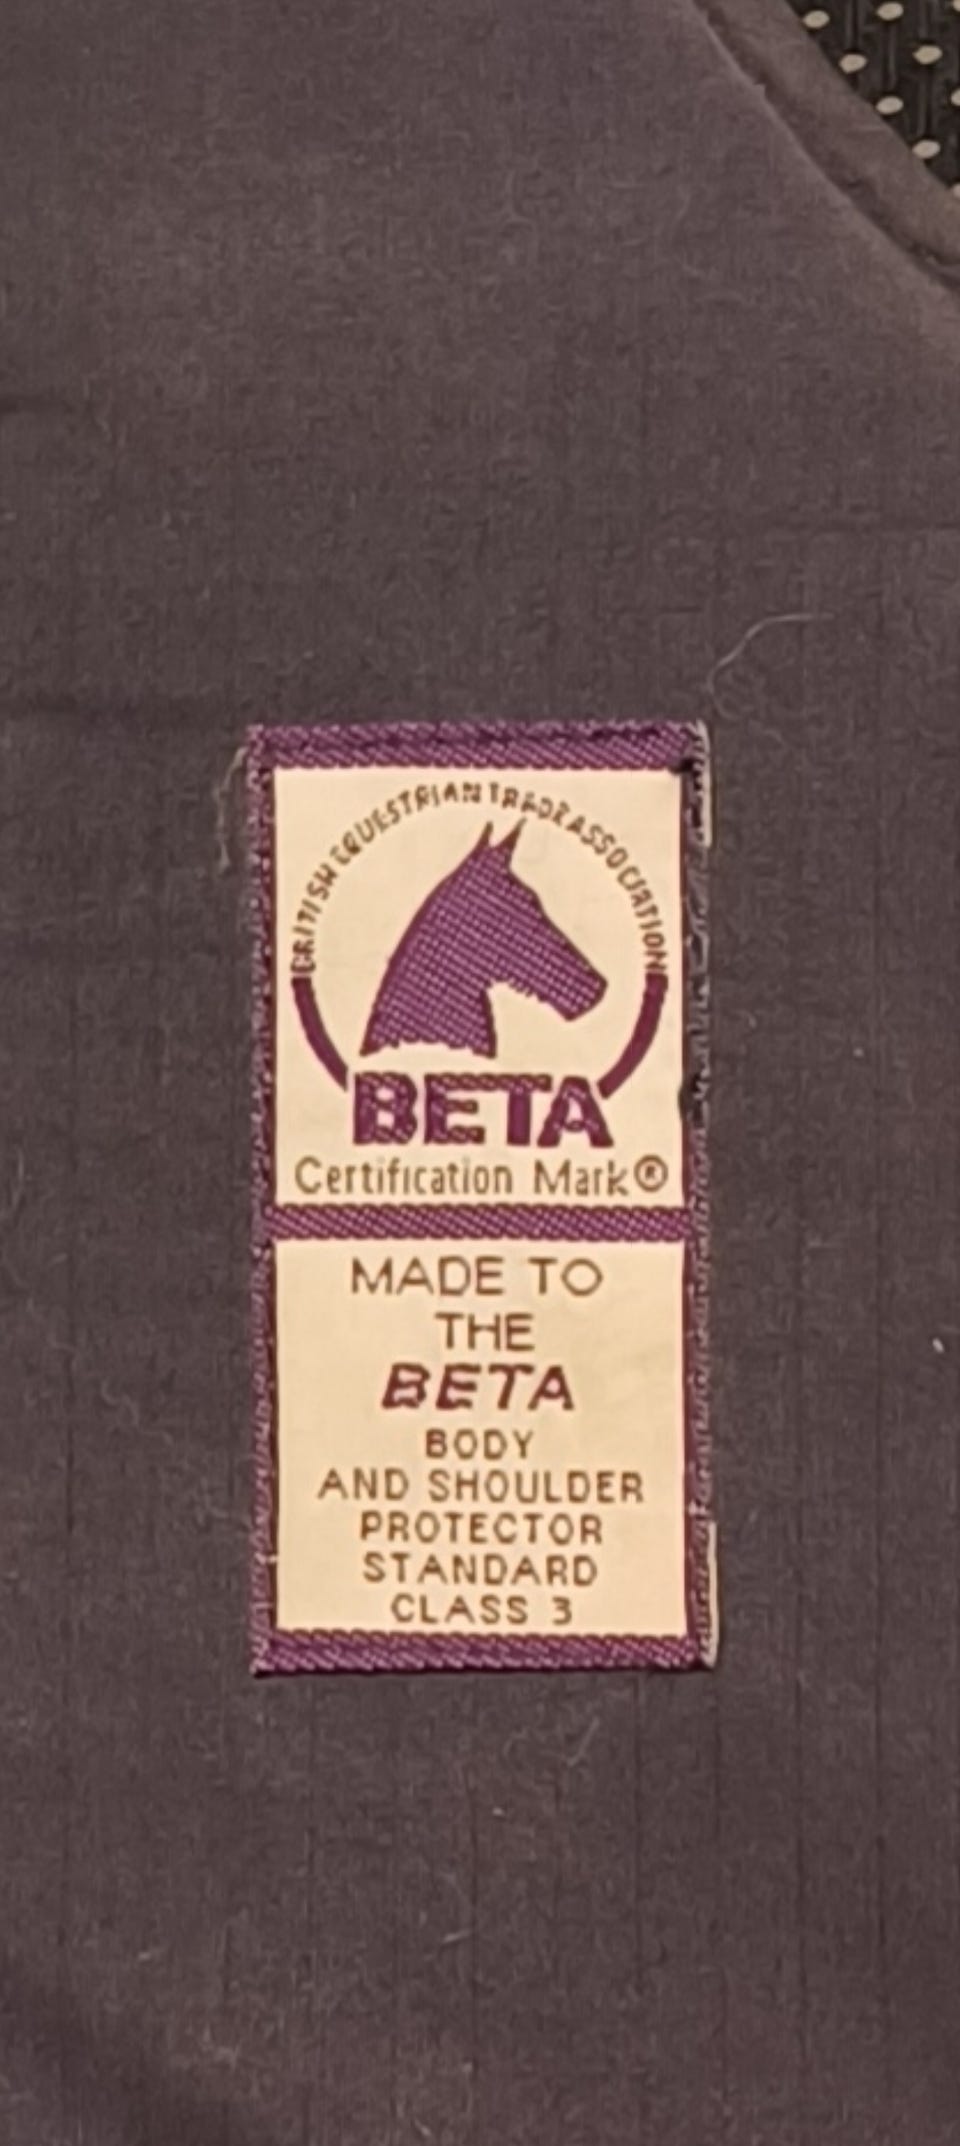 BRITISH EQUESTRIAN TRADE ASSOCIATION
BETA
Certification Mark®
MADE TO
THE
BETA
BODY
AND SHOULDER
PROTECTOR
STANDARD
CLASS 3